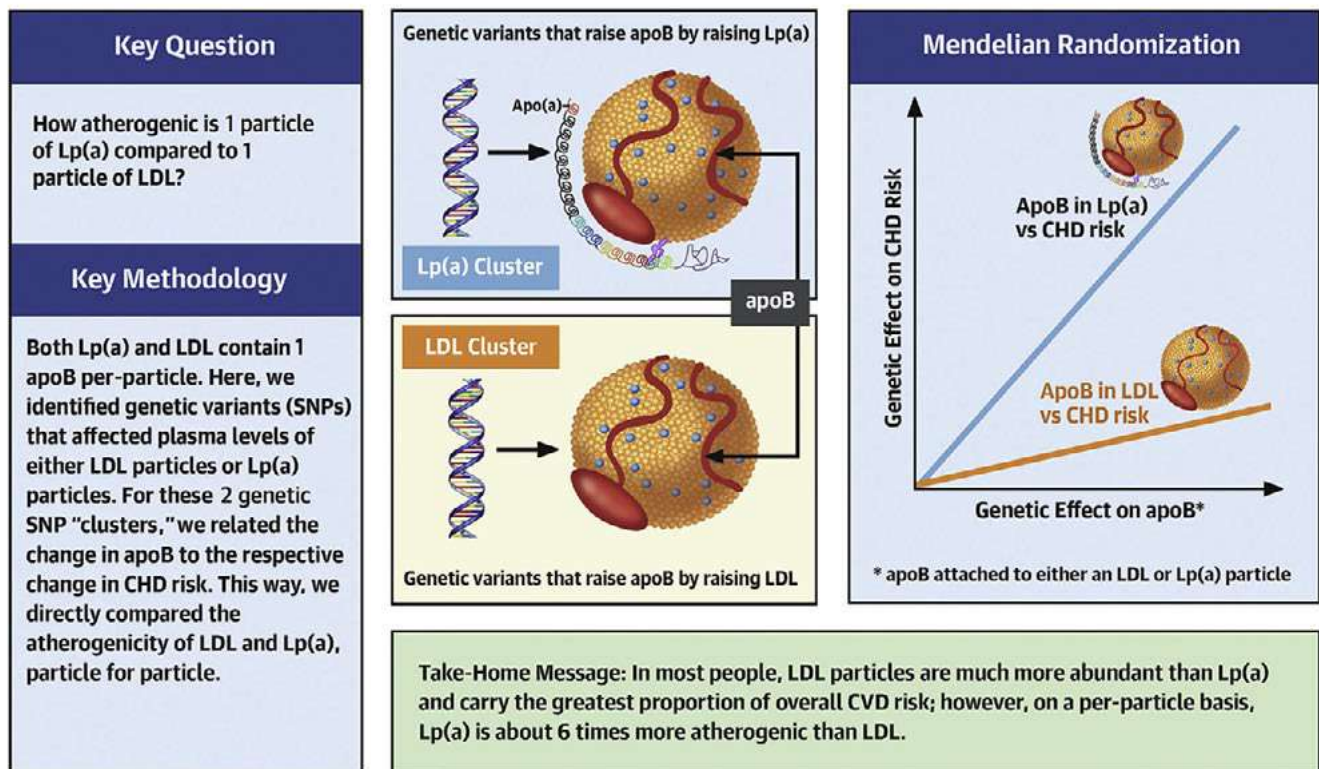 Key Question
How atherogenic is 1 particle
of Lp(a) compared to 1
particle of LDL?
Key Methodology
Both Lp(a) and LDL contain 1
apoB per-particle. Here, we
identified genetic variants (SNPs)
that affected plasma levels of
either LDL particles or Lp(a)
particles. For these 2 genetic
SNP "clusters," we related the
change in apoB to the respective
change in CHD risk. This way, we
directly compared the
atherogenicity of LDL and Lp(a),
particle for particle.
Genetic variants that raise apoB by raising Lp(a)
Apo(a)
Lp(a) Cluster
apoB
LDL Cluster
Genetic variants that raise apoB by raising LDL
Mendelian Randomization
Genetic Effect on CHD Risk
ApoB in Lp(a)
vs CHD risk
ApoB in LDL
vs CHD risk
Genetic Effect on apoB*
* apoB attached to either an LDL or Lp(a) particle
Take-Home Message: In most people, LDL particles are much more abundant than Lp(a)
and carry the greatest proportion of overall CVD risk; however, on a per-particle basis,
Lp(a) is about 6 times more atherogenic than LDL.